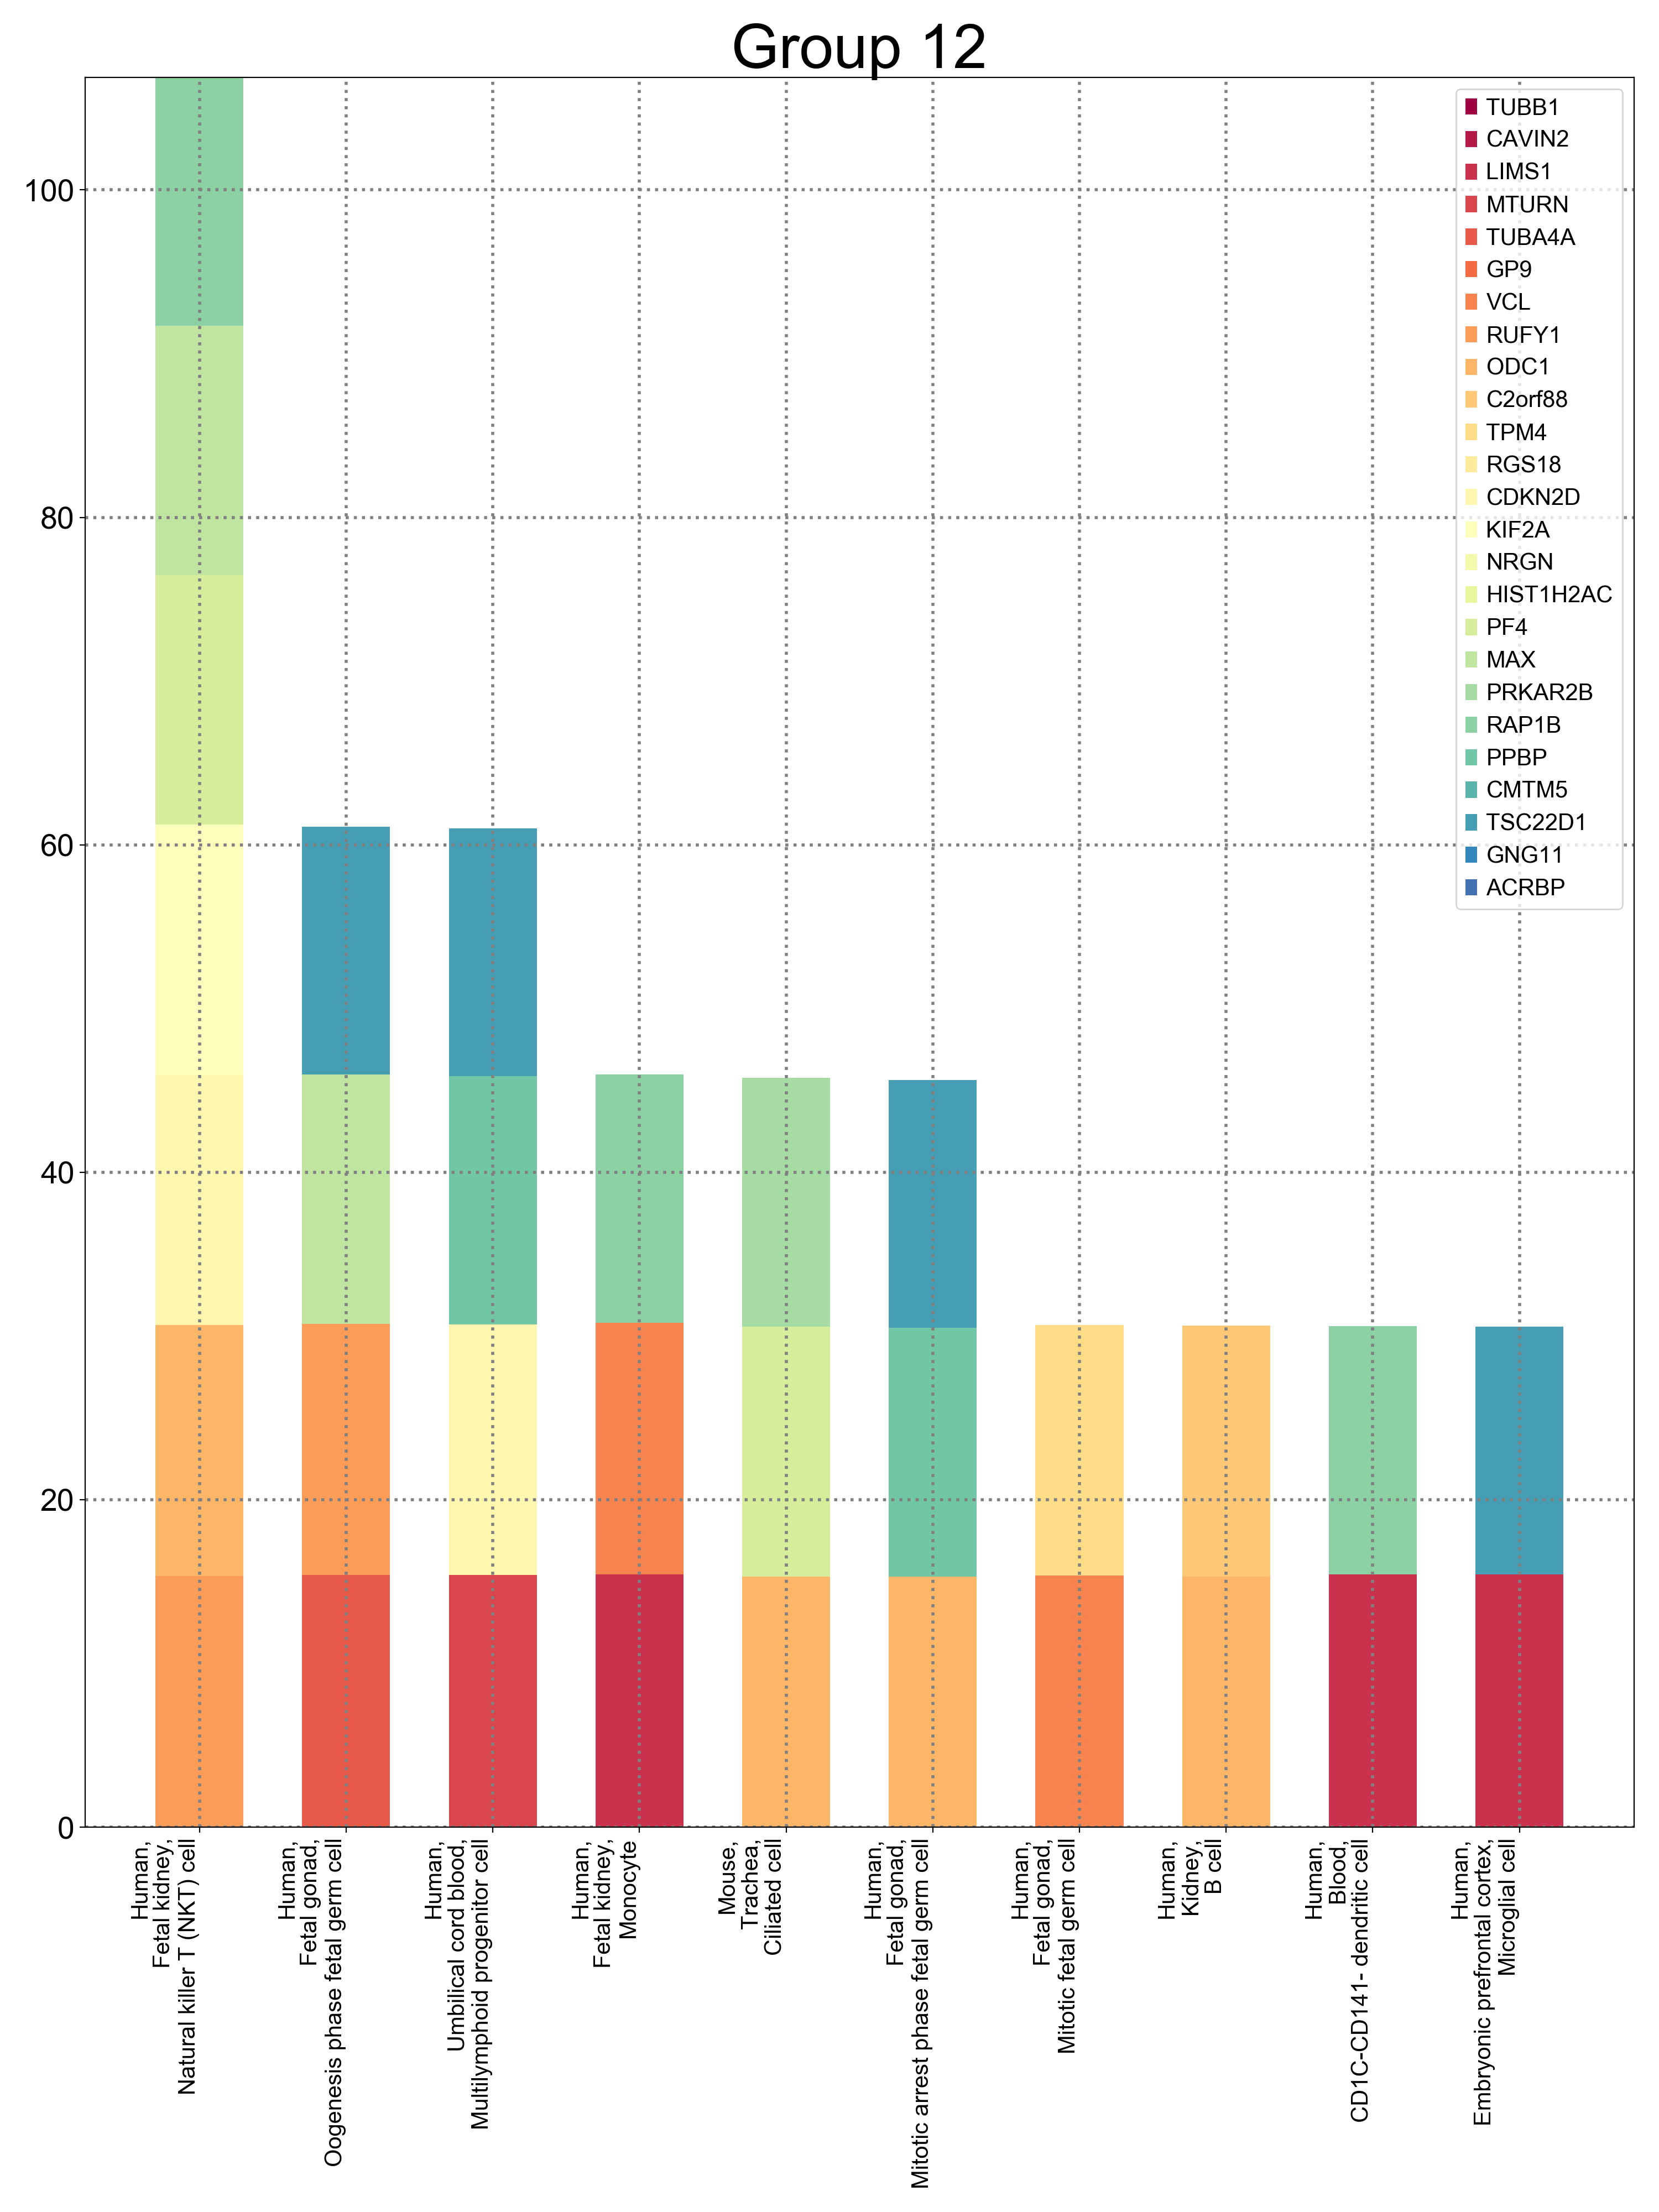 Group 12
100
80
60
40
20
0
TUBB1
CAVIN2
LIMS1
MTURN
TUBA4A
GP9
VCL
RUFY1
ODC1
C2orf88
TPM4
RGS18
CDKN2D
KIF2A
NRGN
HIST1H2AC
PF4
MAX
PRKAR2B
RAP1B
PPBP
CMTM5
TSC22D1
GNG11
ACRBP
Human,
Fetal kidney,
Natural killer T (NKT) cell
Human,
Fetal gonad,
Oogenesis phase fetal germ cell
Human,
Umbilical cord blood,
Multilymphoid progenitor cell
Human,
Fetal kidney,
Monocyte
Mouse,
Trachea,
Ciliated cell
Human,
Fetal gonad,
Mitotic arrest phase fetal germ cell
Human,
Fetal gonad,
Mitotic fetal germ cell
Human,
Kidney,
B cell
Human,
Blood,
CD1C-CD141- dendritic cell
Human,
Embryonic prefrontal cortex,
Microglial cell